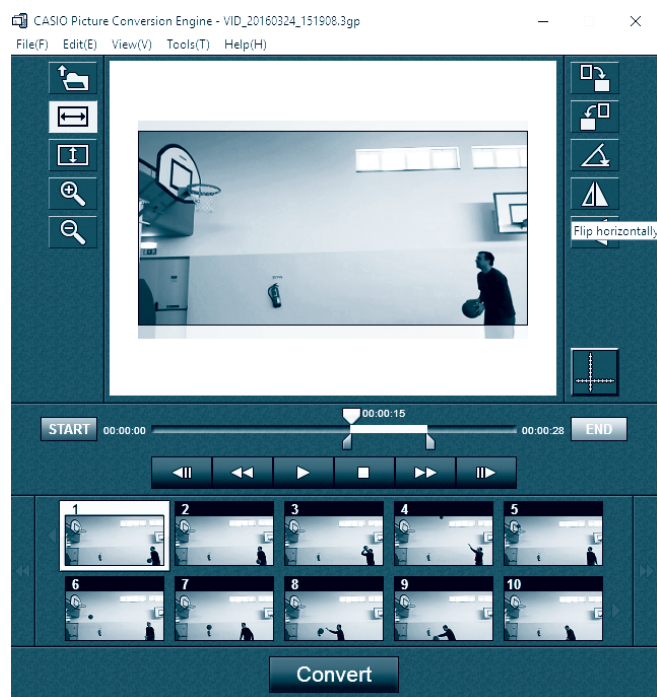 CASIO Picture Conversion Engine - VID_20160324_151908.3gp
File(F) Edit(E) View(V) Tools(T) Help(H)
Flip horizontally
00:00:15
START 00:00:00 00:00:28 END
1 2 3 4 5
6 7 8 9 10
Convert